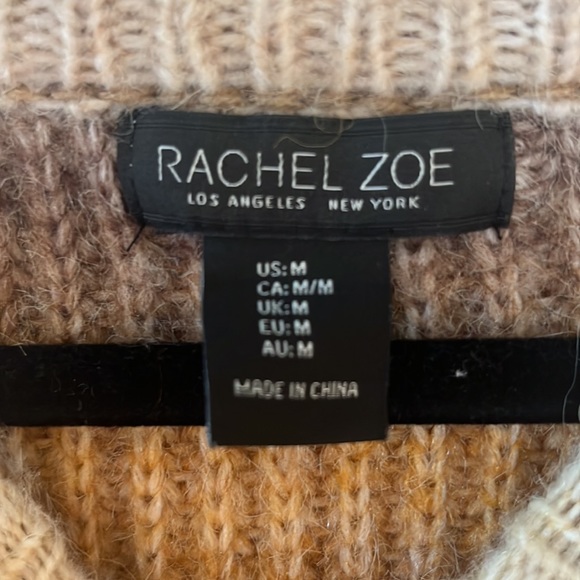 RACHEL ZOE
LOS ANGELES NEW YORK
US: M
CA: M/M
UK: M
EU: M
AU: M
MADE IN CHINA